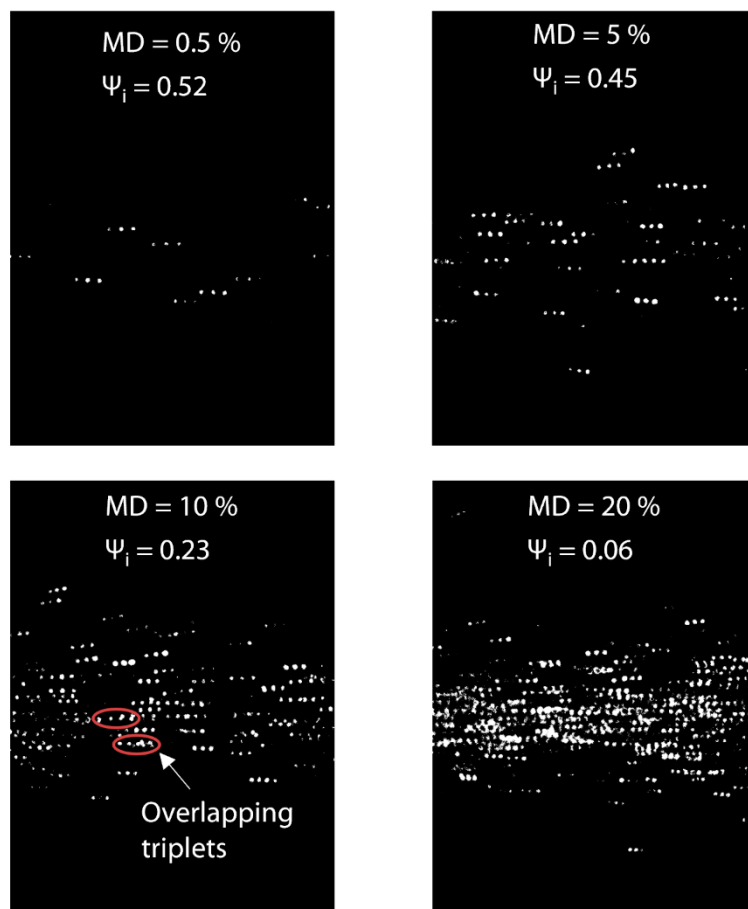 MD = 0.5 %
Ψi = 0.52
MD = 5 %
Ψi = 0.45
MD = 10 %
Ψi = 0.23
Overlapping
triplets
MD = 20 %
Ψi = 0.06